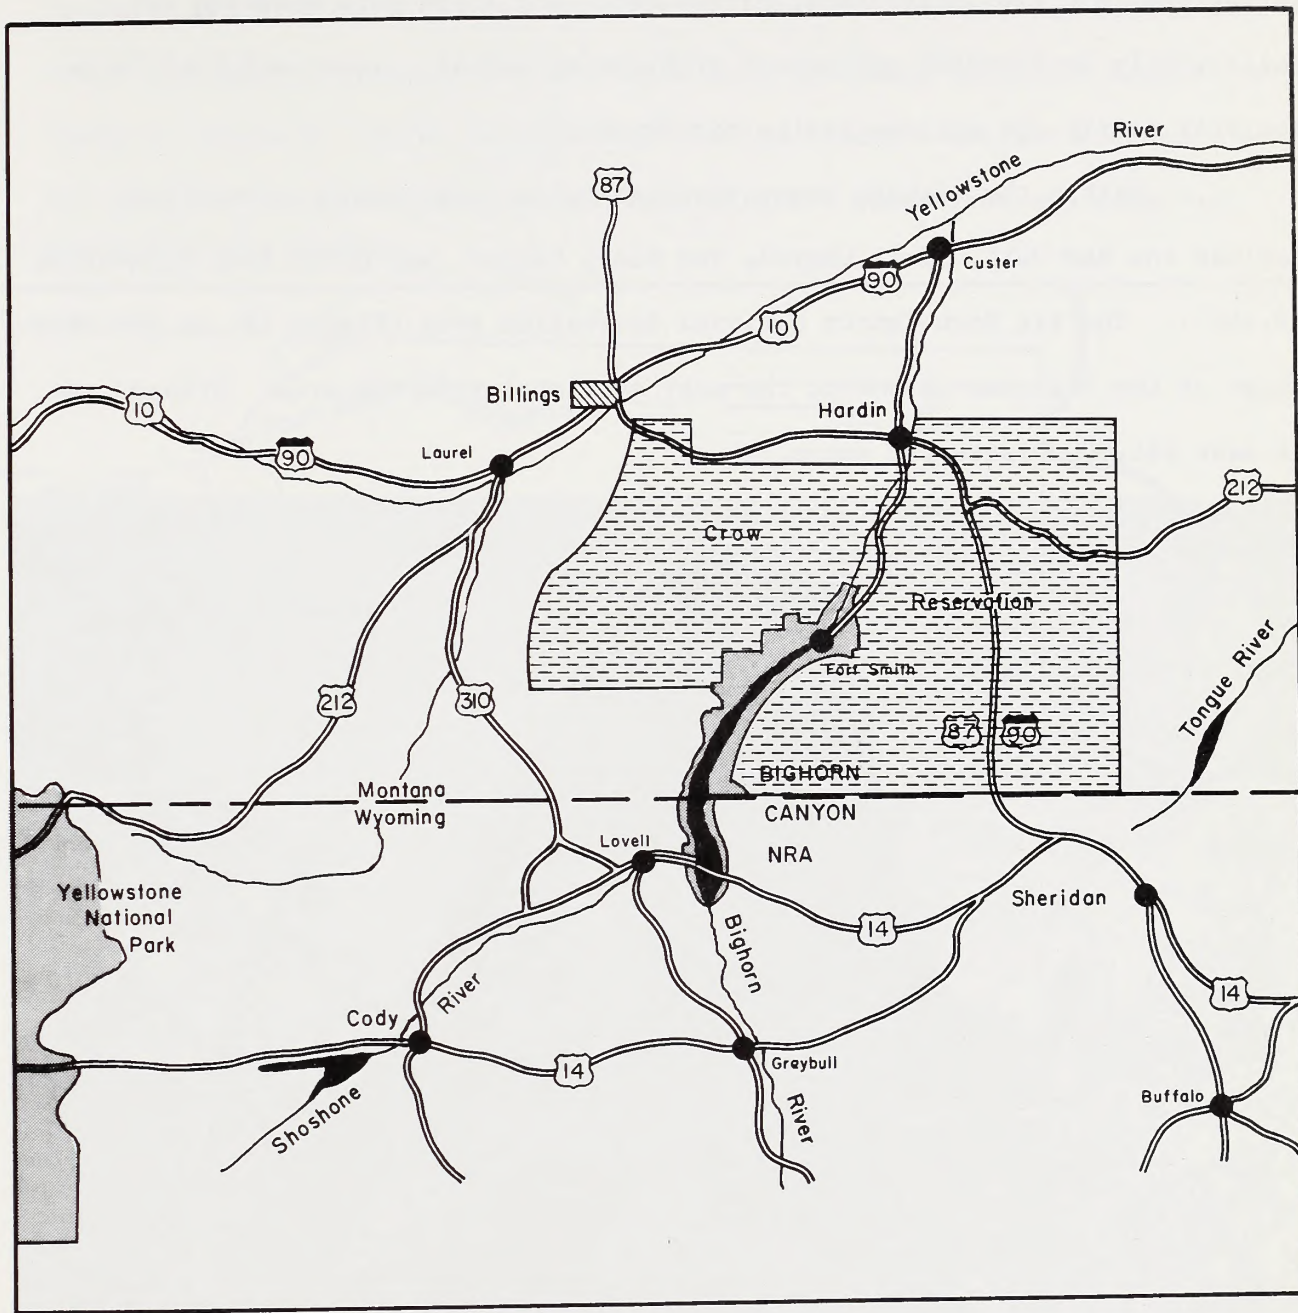 River
Yellowstone
87
Custer
90
10
Billings
10
Hardin
90
Laurel
212
Crow
Reservation
Fort Smith
Tongue River
212
310
87 90
BIGHORN
Montana
Wyoming
CANYON
Lovell
NRA
Yellowstone
National
Park
Sheridan
14
Bighorn
River
14
Cody
Greybull
14
Shoshone
River
Buffalo